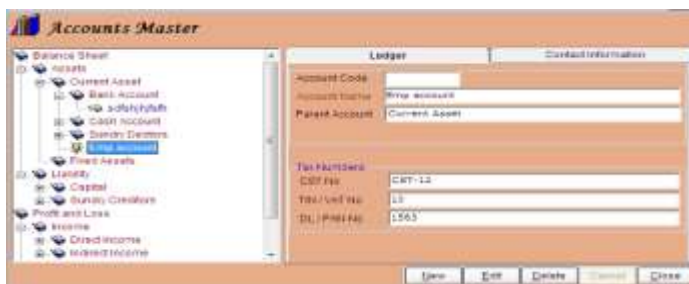 Accounts Master
Balance Sheet
Assets
Current Asset
Bank Account
Cash Account
Sundry Debtors
Emp account
Fixed Assets
Liability
Capital
Sundry Creditors
Profit and Loss
Income
Direct Income
Indirect Income
Ledger
Contact Information
Account Code
Account Name
Emp account
Parent Account
Current Asset
Tax Numbers
CST No
CST-12
TIN / Vat No
12
DL / PAN No
1563
New
Edit
Delete
Cancel
Close